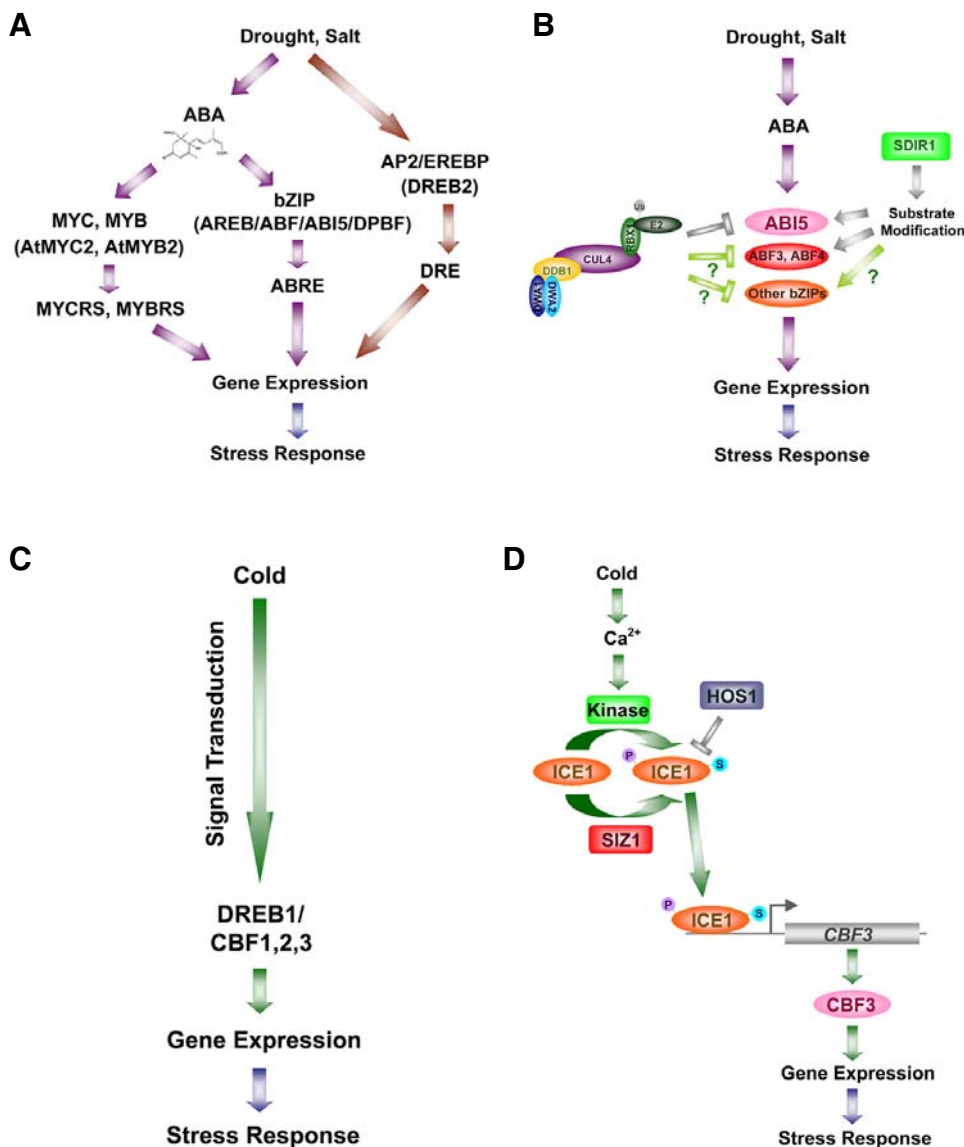 A
Drought, Salt
ABA
AP2/EREBP
(DREB2)
MYC, MYB
(AtMYC2, AtMYB2)
bZIP
(AREB/ABF/ABI5/DPBF)
DRE
ABRE
MYCRS, MYBRS
Gene Expression
Stress Response
B
Drought, Salt
ABA
SDIR1
Substrate
Modification
Ub
E2
RBX1
CUL4
DDB1
DWA1
DWA2
ABI5
ABF3, ABF4
Other bZIPs
?
?
?
Gene Expression
Stress Response
C
Cold
Signal Transduction
DREB1/
CBF1,2,3
Gene Expression
Stress Response
D
Cold
Ca2+
Kinase
HOS1
ICE1
P
ICE1
S
SIZ1
P
ICE1
S
CBF3
CBF3
Gene Expression
Stress Response